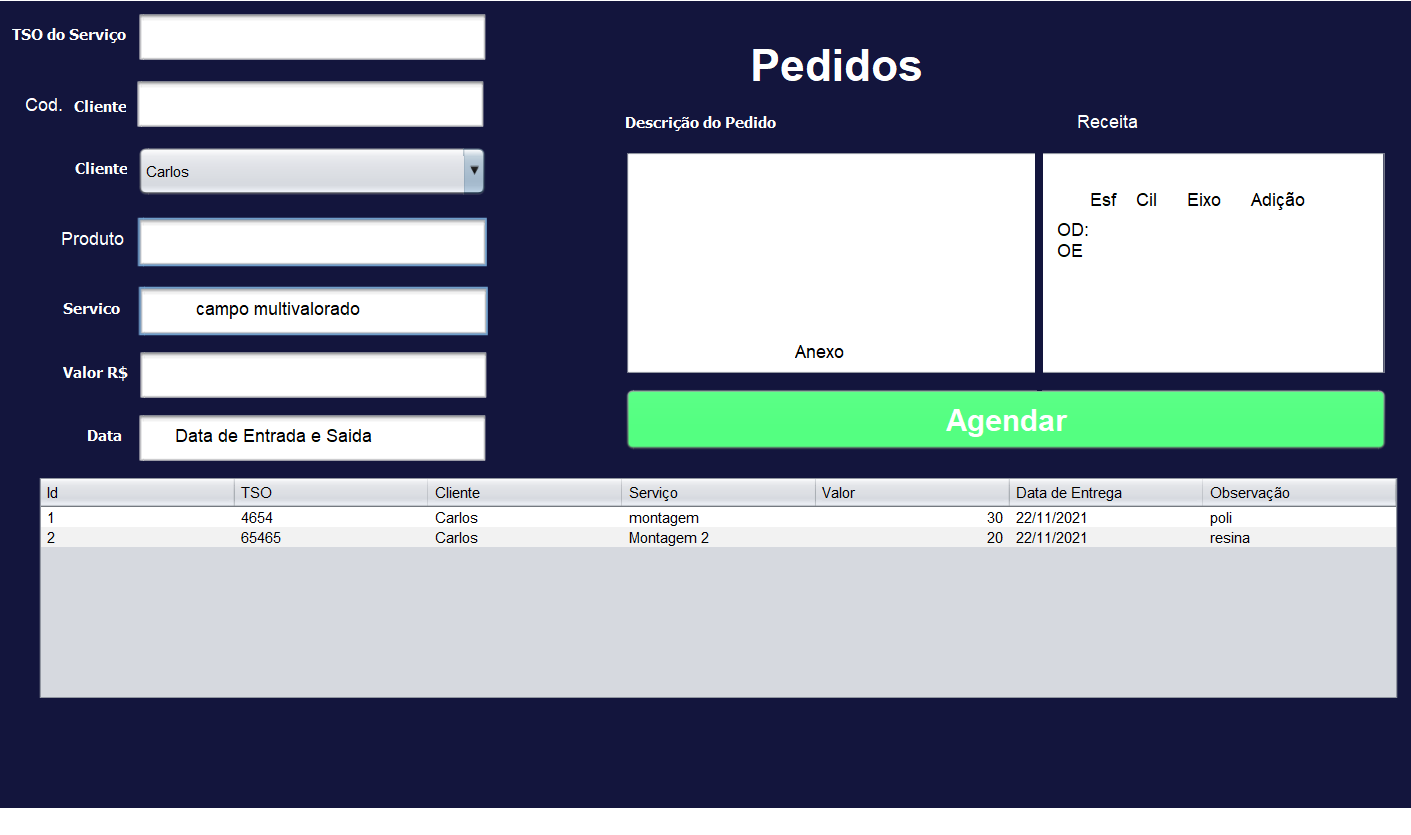 TSO do Serviço
Cod. Cliente
Cliente Carlos
Produto
Servico campo multivalorado
Valor R$
Data Data de Entrada e Saida
Pedidos
Descrição do Pedido Receita
Anexo
Esf Cil Eixo Adição
OD:
OE
Agendar
Id TSO Cliente Serviço Valor Data de Entrega Observação
1 4654 Carlos montagem 30 22/11/2021 poli
2 65465 Carlos Montagem 2 20 22/11/2021 resina